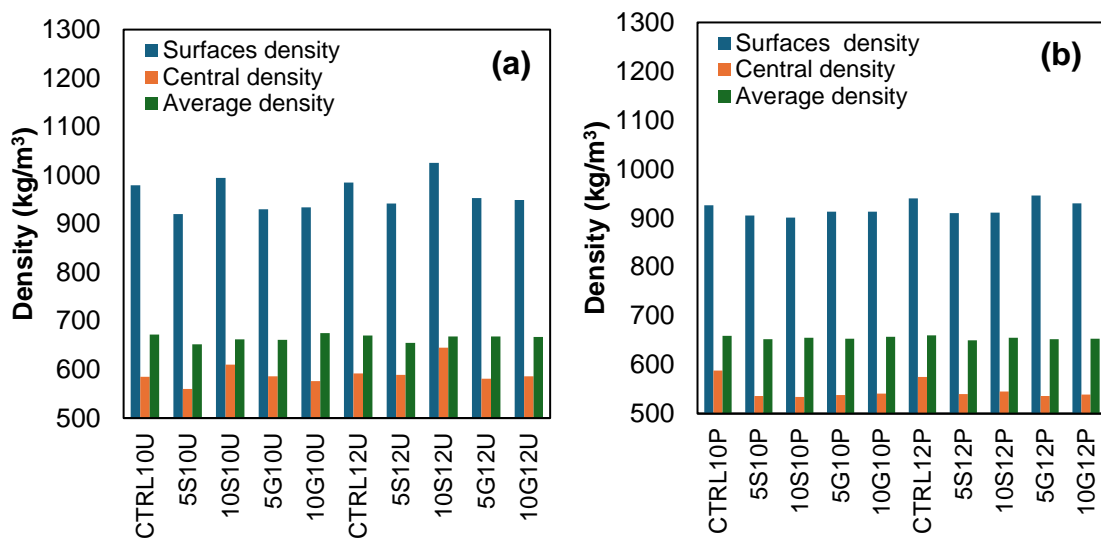 1300
1200
1100
1000
900
800
700
600
500
Density (kg/m³)
Surfaces density
Central density
Average density
(a)
CTRL10U
5S10U
10S10U
5G10U
10G10U
CTRL12U
5S12U
10S12U
5G12U
10G12U
1300
1200
1100
1000
900
800
700
600
500
Density (kg/m³)
Surfaces density
Central density
Average density
(b)
CTRL10P
5S10P
10S10P
5G10P
10G10P
CTRL12P
5S12P
10S12P
5G12P
10G12P